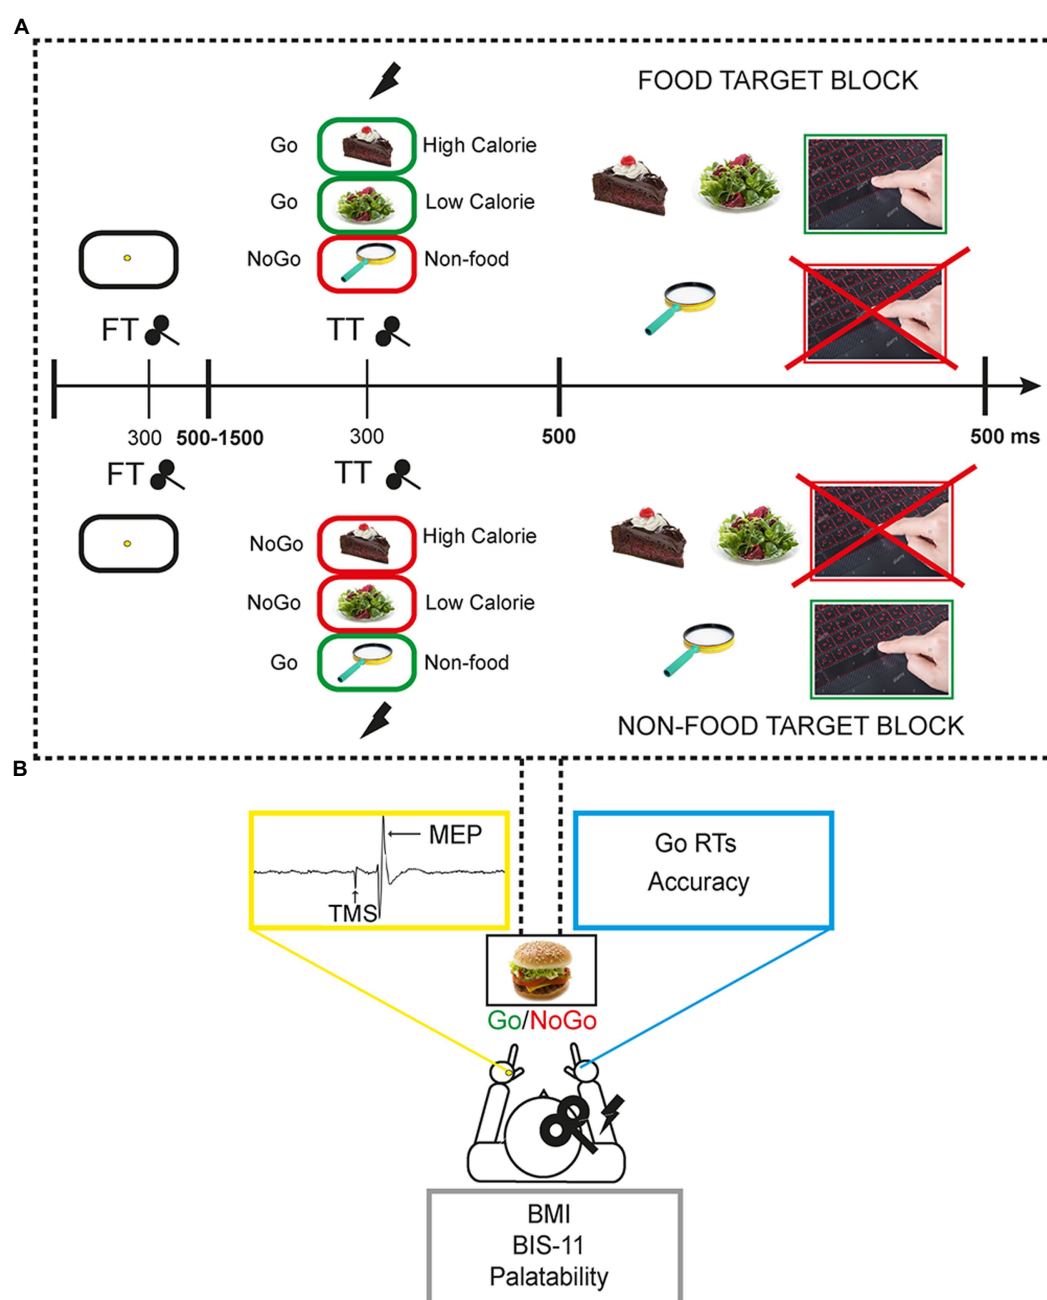 A
FOOD TARGET BLOCK
Go High Calorie
Go Low Calorie
NoGo Non-food
FT TT
300 500-1500 300 500 500 ms
FT TT
NoGo High Calorie
NoGo Low Calorie
Go Non-food
NON-FOOD TARGET BLOCK
B
MEP
TMS
Go RTs
Accuracy
Go/NoGo
BMI
BIS-11
Palatability